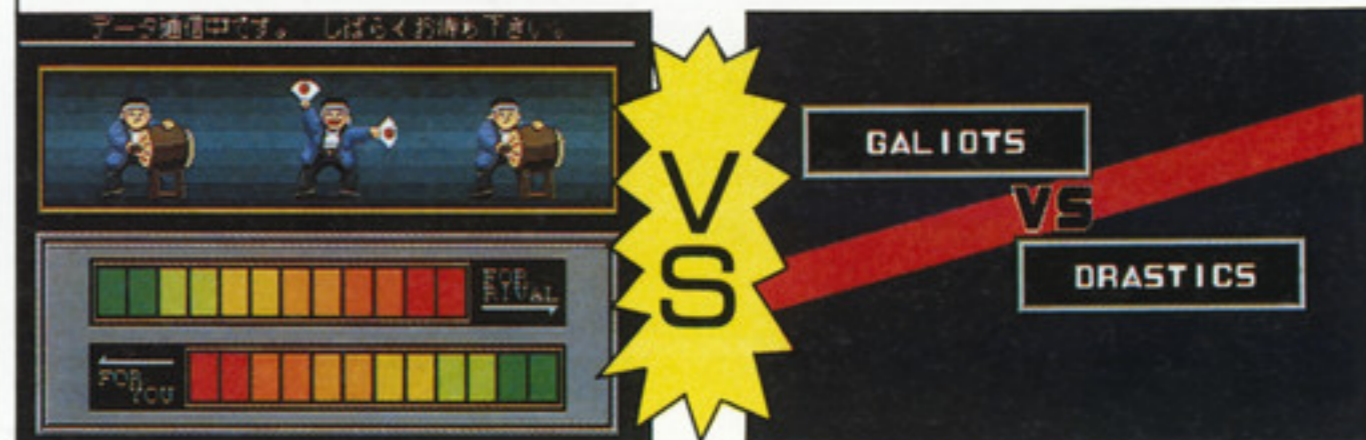 データ通信中です。 しばらくお待ち下さい。
FOR
RIVAL
FOR
YOU
VS
GALIOTS
VS
DRASTICS